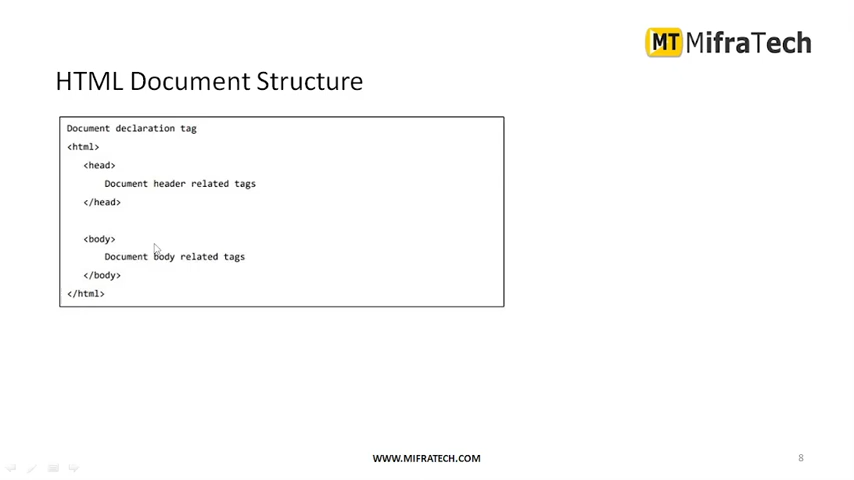 MT MifraTech
HTML Document Structure
Document declaration tag
<html>
<head>
Document header related tags
</head>
<body>
Document body related tags
</body>
</html>
WWW.MIFRATECH.COM
8